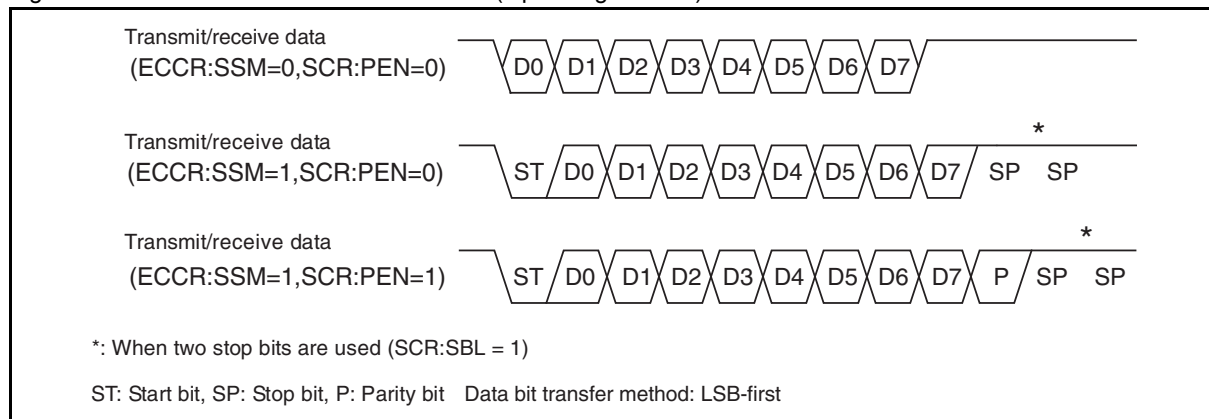 Transmit/receive data
(ECCR:SSM=0,SCR:PEN=0)
D0 D1 D2 D3 D4 D5 D6 D7
*
Transmit/receive data
(ECCR:SSM=1,SCR:PEN=0)
ST D0 D1 D2 D3 D4 D5 D6 D7 SP SP
*
Transmit/receive data
(ECCR:SSM=1,SCR:PEN=1)
ST D0 D1 D2 D3 D4 D5 D6 D7 P SP SP
*: When two stop bits are used (SCR:SBL = 1)
ST: Start bit, SP: Stop bit, P: Parity bit Data bit transfer method: LSB-first